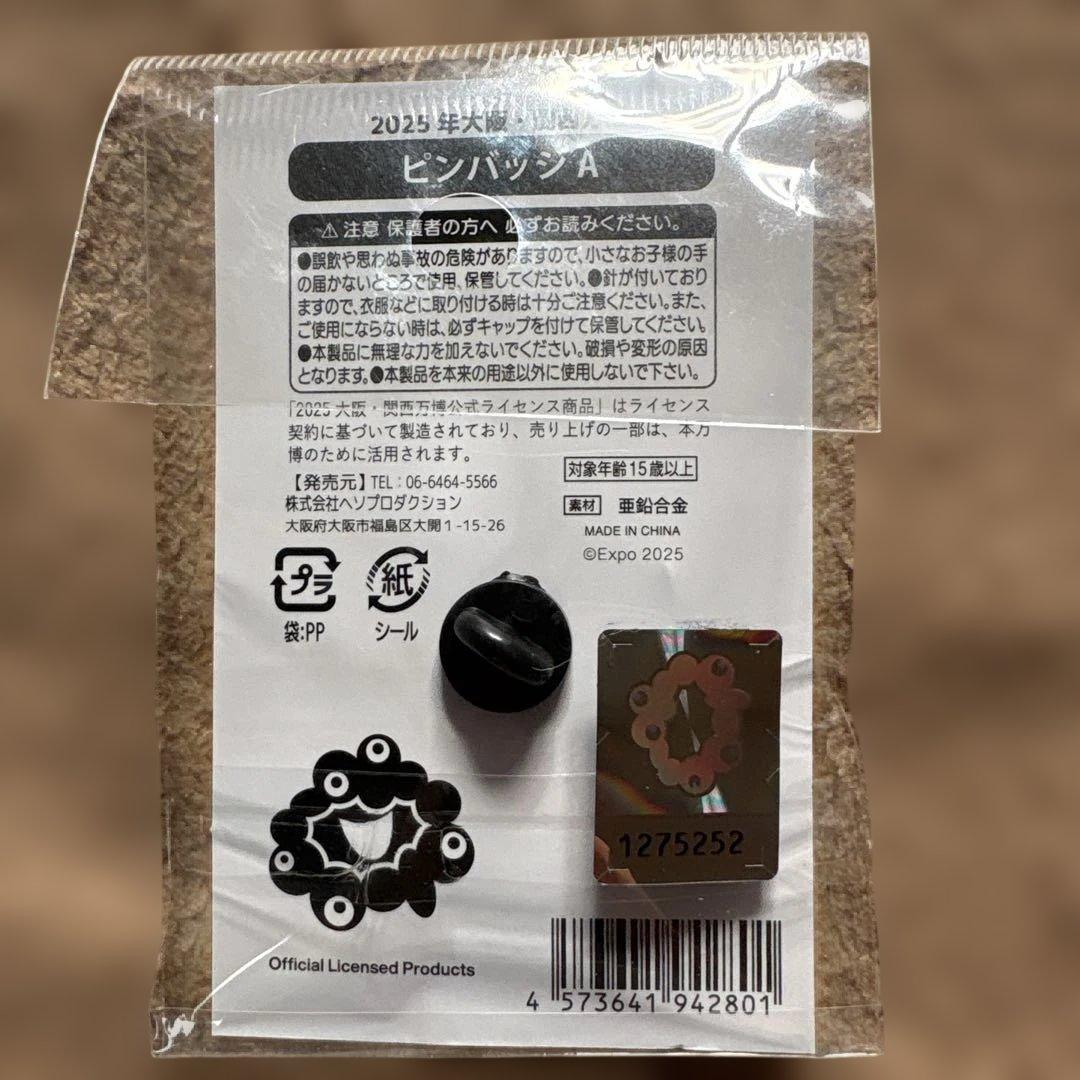 2025年大阪・関西
ピンバッジ A
⚠注意 保護者の方へ 必ずお読みください。
●誤飲や思わぬ事故の危険がありますので、小さなお子様の手
の届かないところで使用、保管してください。●針が付いており
ますので、衣服などに取り付ける時は十分ご注意ください。また、
ご使用にならない時は、必ずキャップを付けて保管してください。
●本製品に無理な力を加えないでください。破損や変形の原因
となります。●本製品を本来の用途以外に使用しないで下さい。
「2025 大阪・関西万博公式ライセンス商品」はライセンス
契約に基づいて製造されており、売り上げの一部は、本万
博のために活用されます。
【発売元】TEL：06-6464-5566
株式会社ヘソプロダクション
大阪府大阪市福島区大開1-15-26
対象年齢15歳以上
素材 亜鉛合金
MADE IN CHINA
©Expo 2025
プラ
袋:PP
紙
シール
1275252
Official Licensed Products
4 573641 942801